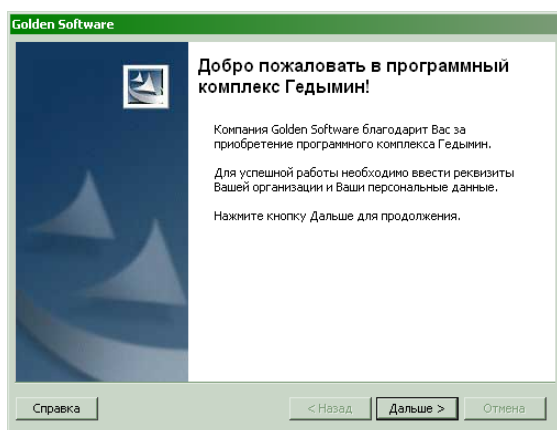 Golden Software
Добро пожаловать в программный
комплекс Гедымин!
Компания Golden Software благодарит Вас за
приобретение программного комплекса Гедымин.
Для успешной работы необходимо ввести реквизиты
Вашей организации и Ваши персональные данные.
Нажмите кнопку Дальше для продолжения.
Справка
< Назад
Дальше >
Отмена